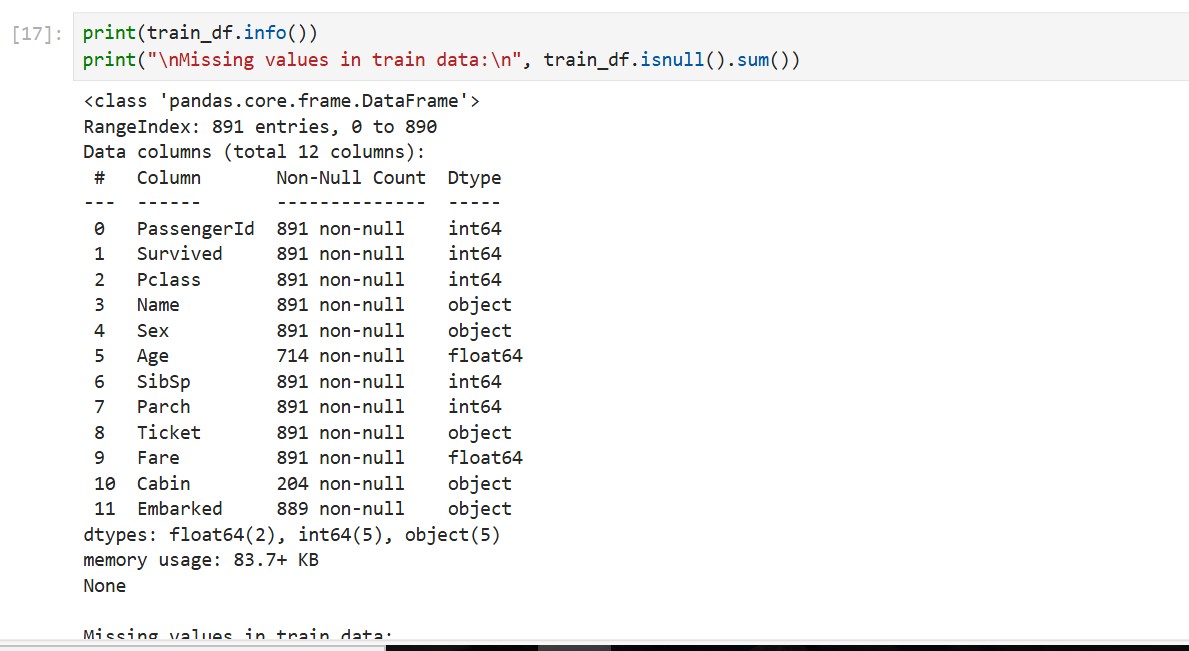 [17]: print(train_df.info())
print("\nMissing values in train data:\n", train_df.isnull().sum())
<class 'pandas.core.frame.DataFrame'>
RangeIndex: 891 entries, 0 to 890
Data columns (total 12 columns):
 #   Column       Non-Null Count  Dtype
---  ------       --------------  -----
 0   PassengerId  891 non-null    int64
 1   Survived     891 non-null    int64
 2   Pclass       891 non-null    int64
 3   Name         891 non-null    object
 4   Sex          891 non-null    object
 5   Age          714 non-null    float64
 6   SibSp        891 non-null    int64
 7   Parch        891 non-null    int64
 8   Ticket       891 non-null    object
 9   Fare         891 non-null    float64
 10  Cabin        204 non-null    object
 11  Embarked     889 non-null    object
dtypes: float64(2), int64(5), object(5)
memory usage: 83.7+ KB
None
Missing values in train data: